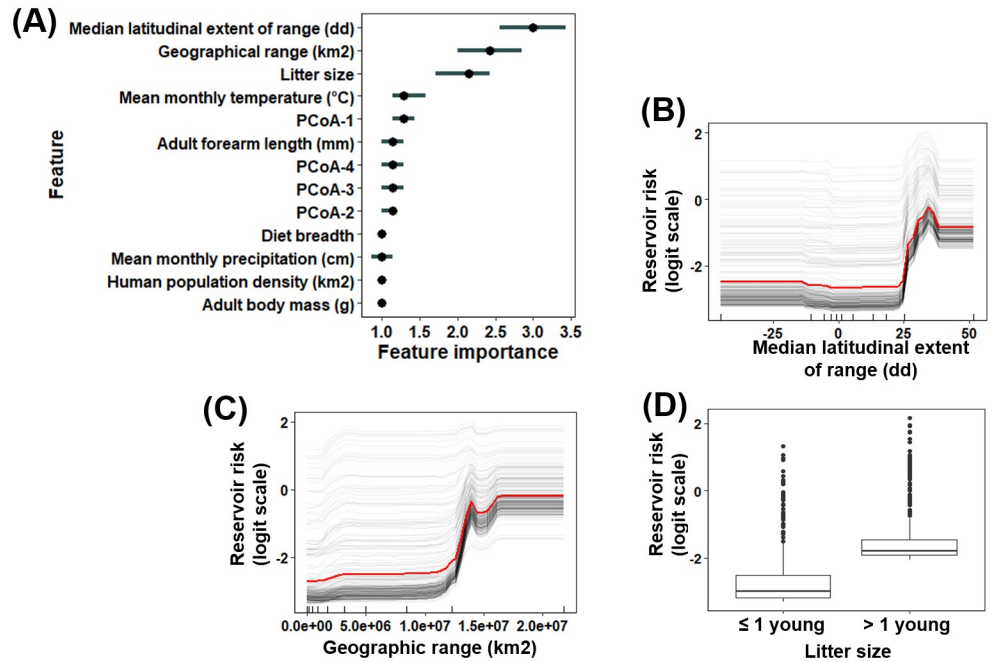 (A)
Feature
Median latitudinal extent of range (dd)
Geographical range (km2)
Litter size
Mean monthly temperature (°C)
PCoA-1
Adult forearm length (mm)
PCoA-4
PCoA-3
PCoA-2
Diet breadth
Mean monthly precipitation (cm)
Human population density (km2)
Adult body mass (g)
1.0 1.5 2.0 2.5 3.0 3.5
Feature importance
(B)
Reservoir risk
(logit scale)
2
0
-2
-25 0 25 50
Median latitudinal extent
of range (dd)
(C)
Reservoir risk
(logit scale)
2
0
-2
0.0e+00 5.0e+06 1.0e+07 1.5e+07 2.0e+07
Geographic range (km2)
(D)
Reservoir risk
(logit scale)
2
0
-2
≤ 1 young > 1 young
Litter size